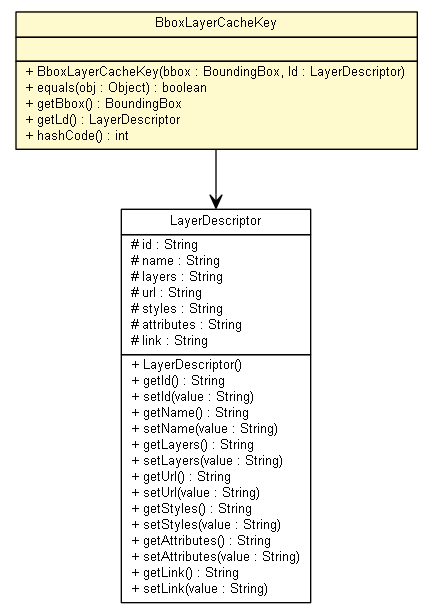 BboxLayerCacheKey
+ BboxLayerCacheKey(bbox : BoundingBox, ld : LayerDescriptor)
+ equals(obj : Object) : boolean
+ getBbox() : BoundingBox
+ getLd() : LayerDescriptor
+ hashCode() : int
LayerDescriptor
# id : String
# name : String
# layers : String
# url : String
# styles : String
# attributes : String
# link : String
+ LayerDescriptor()
+ getId() : String
+ setId(value : String)
+ getName() : String
+ setName(value : String)
+ getLayers() : String
+ setLayers(value : String)
+ getUrl() : String
+ setUrl(value : String)
+ getStyles() : String
+ setStyles(value : String)
+ getAttributes() : String
+ setAttributes(value : String)
+ getLink() : String
+ setLink(value : String)